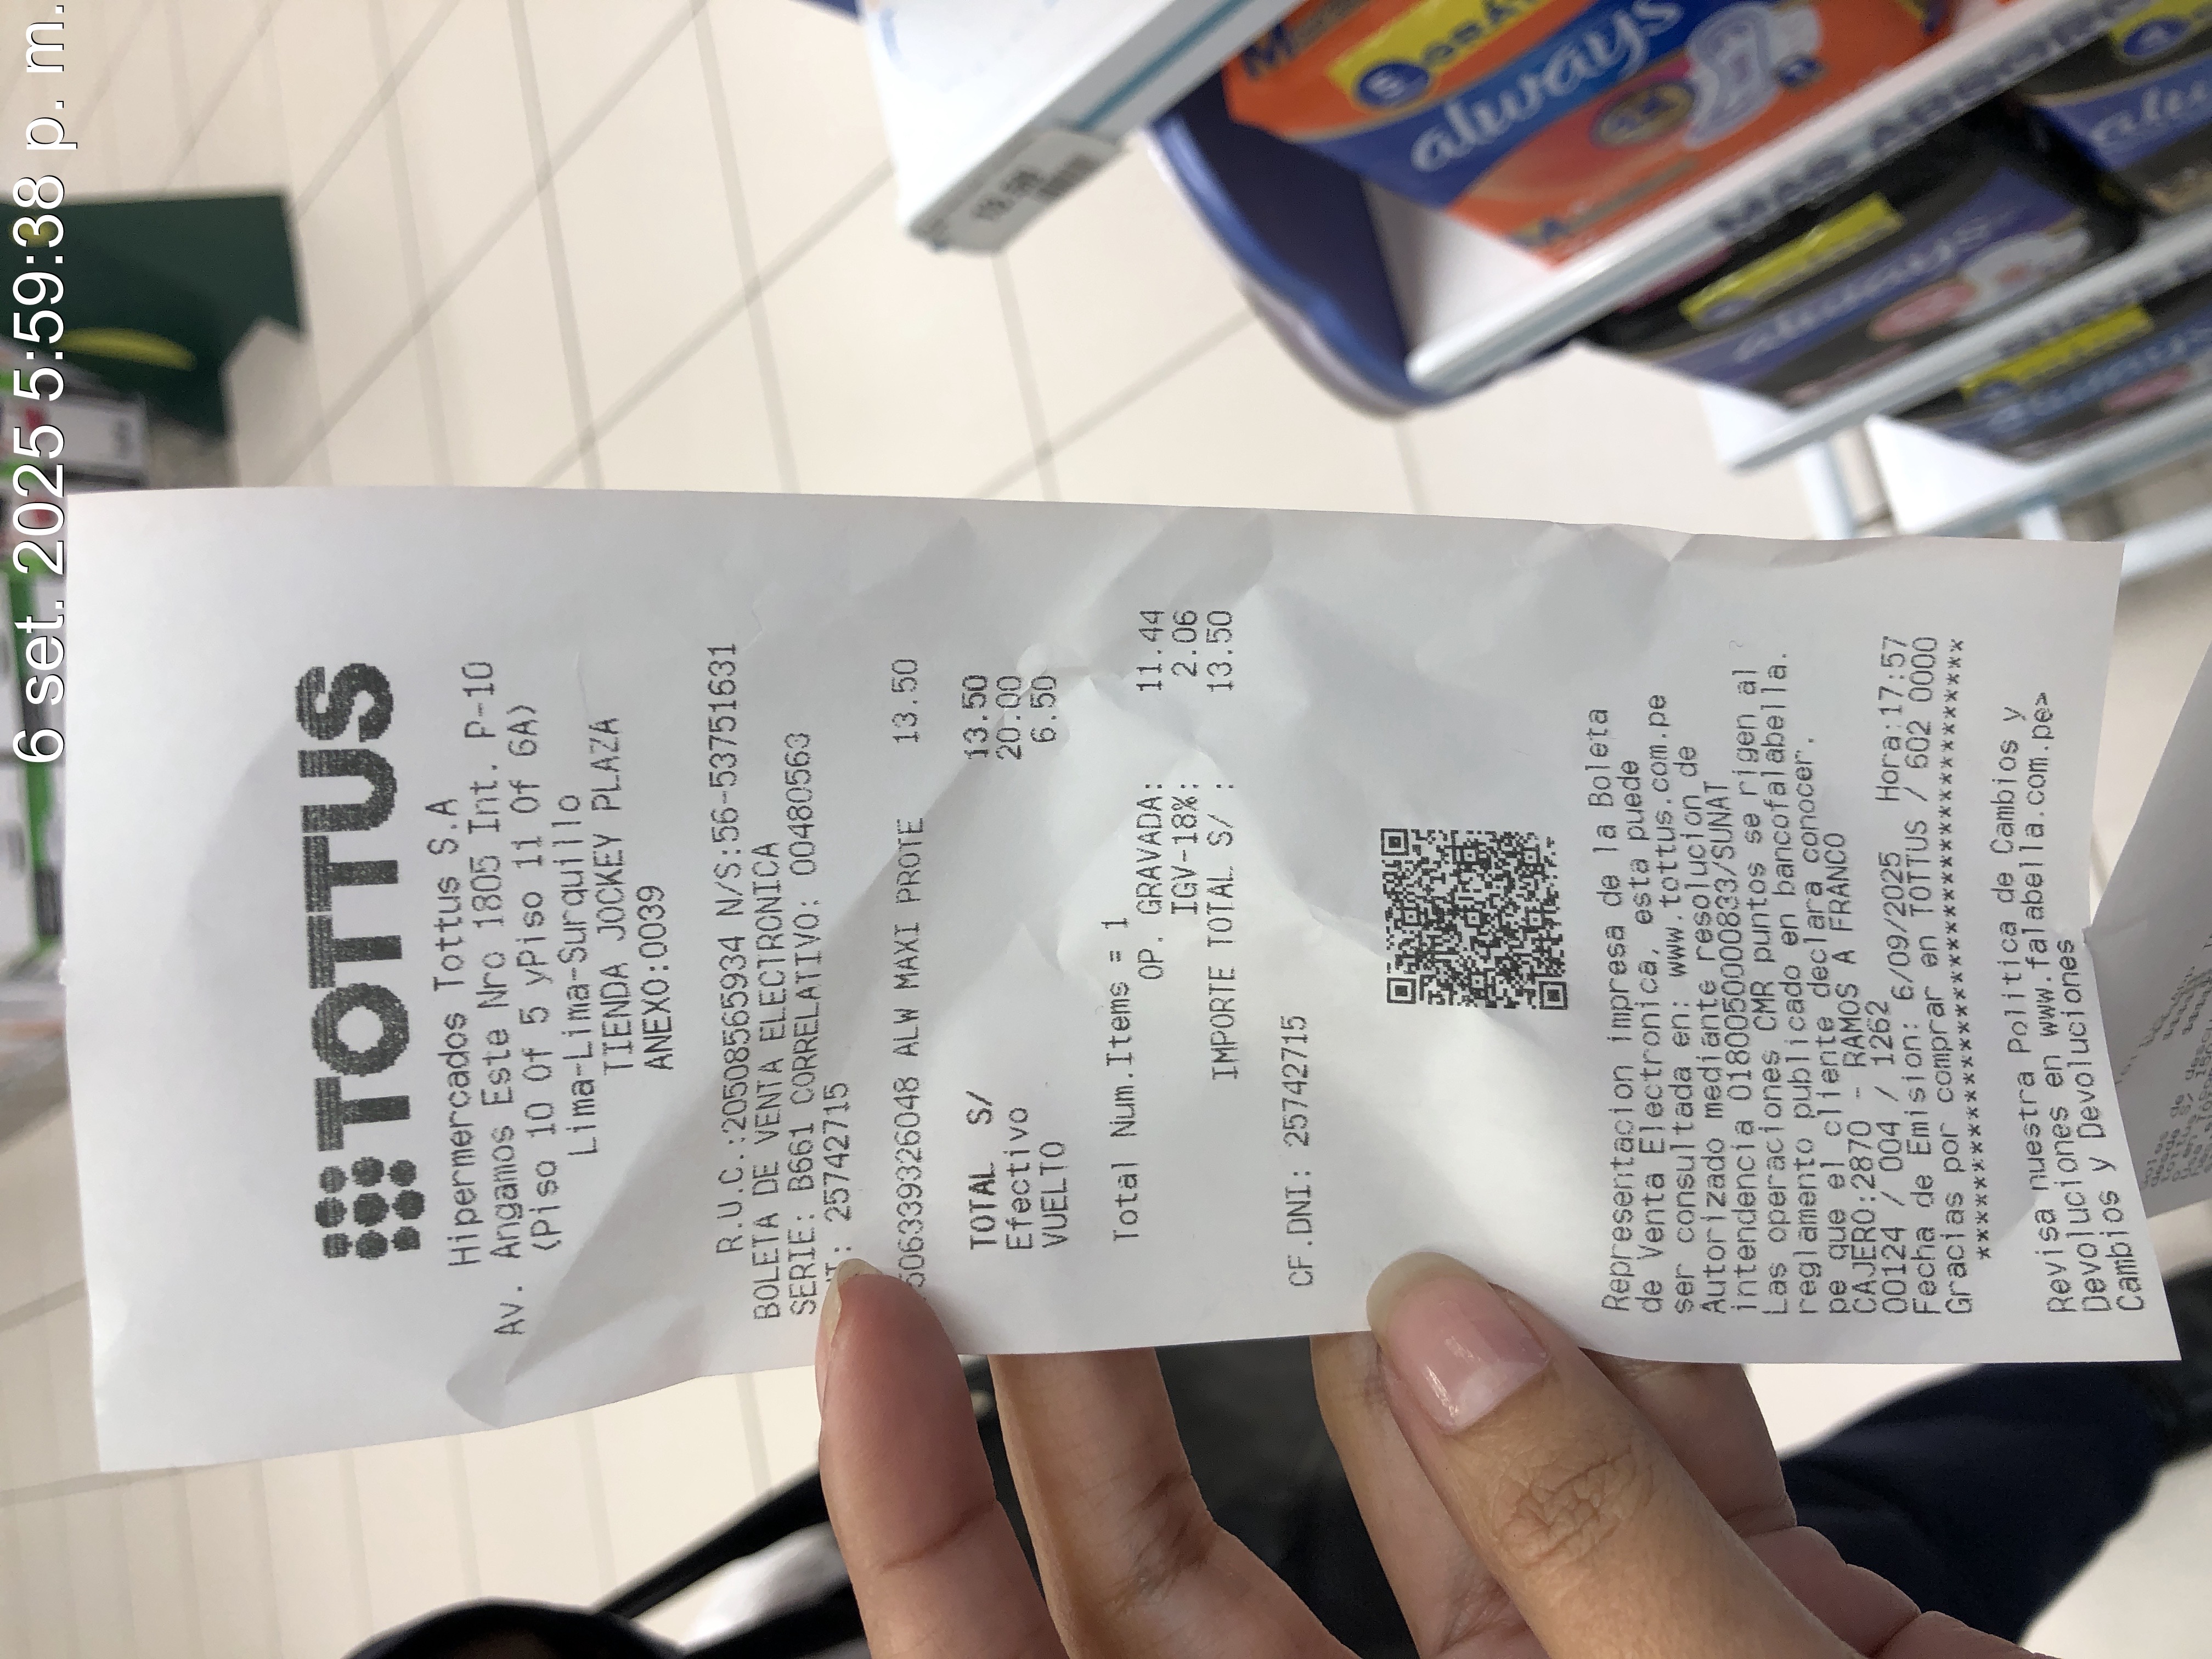 6 set. 2025 5:59:38 p. m.
TOTTUS
Hipermercados Tottus S.A
Av. Angamos Este Nro 1805 Int. P-10
(Piso 10 Of 5 yPiso 11 Of 6A)
Lima-Lima-Surquillo
TIENDA JOCKEY PLAZA
ANEXO:0039
R.U.C.:20508565934 N/S:56-53751631
BOLETA DE VENTA ELECTRONICA
SERIE: B661 CORRELATIVO: 00480563
: 25742715
506339326048 ALW MAXI PROTE 13.50
TOTAL S/ 13.50
Efectivo 20.00
VUELTO 6.50
Total Num.Items = 1
OP. GRAVADA: 11.44
IGV-18%: 2.06
IMPORTE TOTAL S/ : 13.50
CF.DNI: 25742715
Representacion impresa de la Boleta
de Venta Electronica, esta puede
ser consultada en: www.tottus.com.pe
Autorizado mediante resolucion de
intendencia 0180050000833/SUNAT
Las operaciones CMR puntos se rigen al
reglamento publicado en bancofalabella.
pe que el cliente declara conocer.
CAJERO:2870 - RAMOS A FRANCO
00124 / 004 / 1262
Fecha de Emision: 6/09/2025 Hora:17:57
Gracias por comprar en TOTTUS / 602 0000
************************************
Revisa nuestra Politica de Cambios y
Devoluciones en www.falabella.com.pe>
Cambios y Devoluciones
always
always